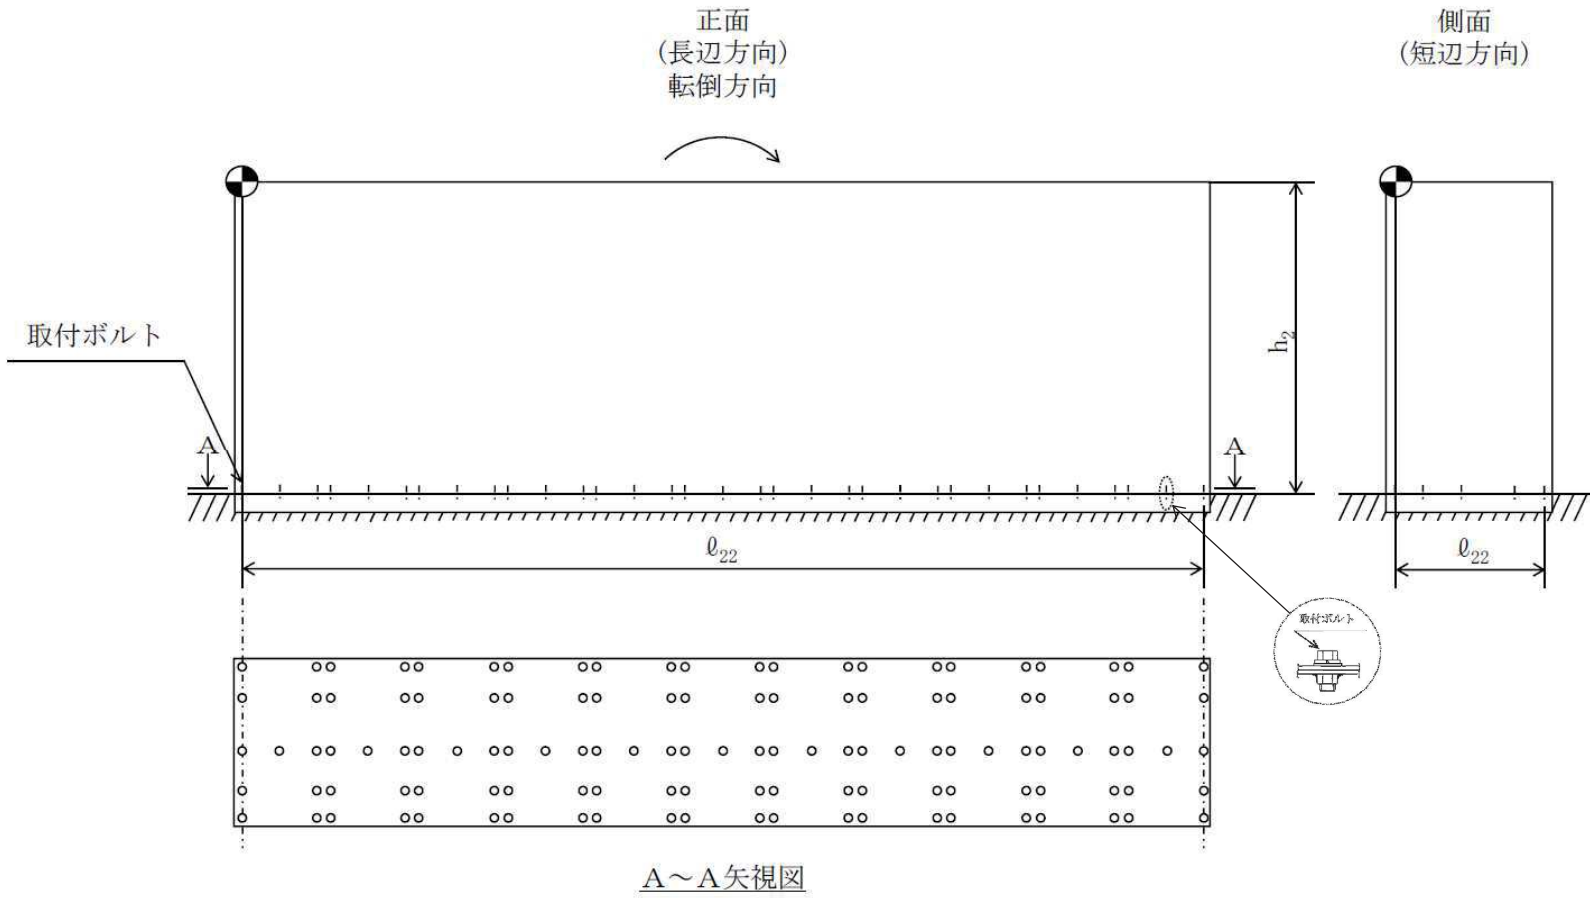 正面
(長辺方向)
転倒方向
側面
(短辺方向)
取付ボルト
h₂
A
A
ℓ₂₂
ℓ₂₂
取付ボルト
A～A矢視図